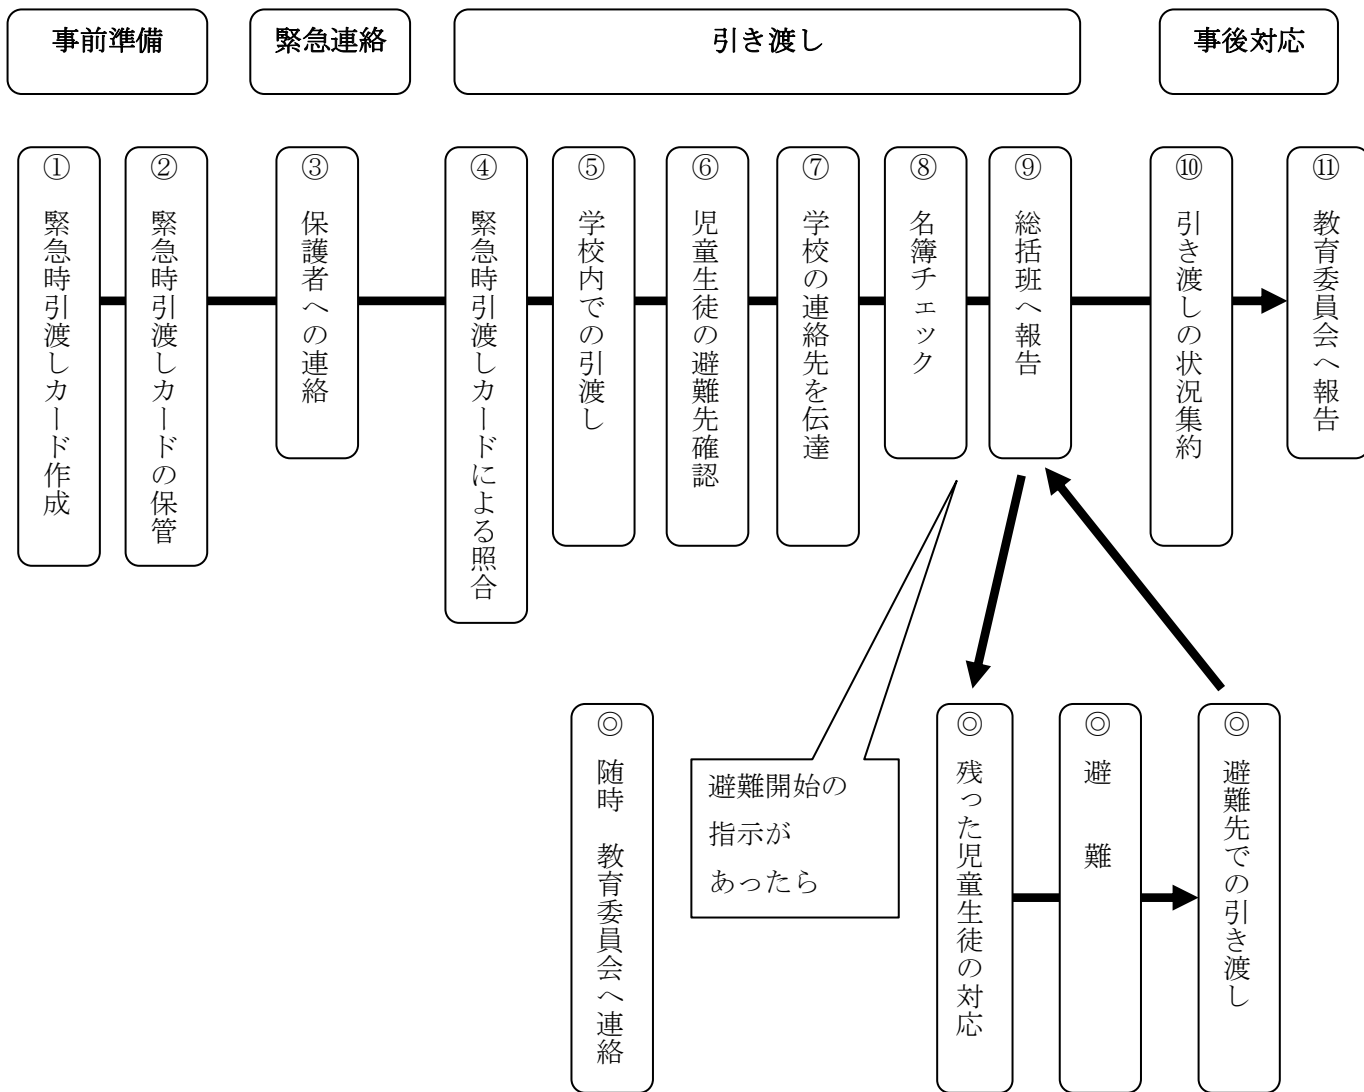 事前準備
緊急連絡
引き渡し
事後対応
① 緊急時引渡しカード作成
② 緊急時引渡しカードの保管
③ 保護者への連絡
④ 緊急時引渡しカードによる照合
⑤ 学校内での引渡し
⑥ 児童生徒の避難先確認
⑦ 学校の連絡先を伝達
⑧ 名簿チェック
⑨ 総括班へ報告
⑩ 引き渡しの状況集約
⑪ 教育委員会へ報告
◎ 随時 教育委員会へ連絡
避難開始の
指示が
あったら
◎ 残った児童生徒の対応
◎ 避 難
◎ 避難先での引き渡し